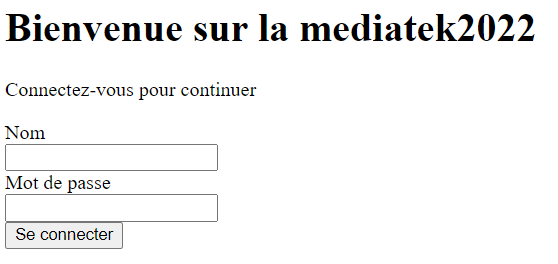 Bienvenue sur la mediatek2022
Connectez-vous pour continuer
Nom
Mot de passe
Se connecter